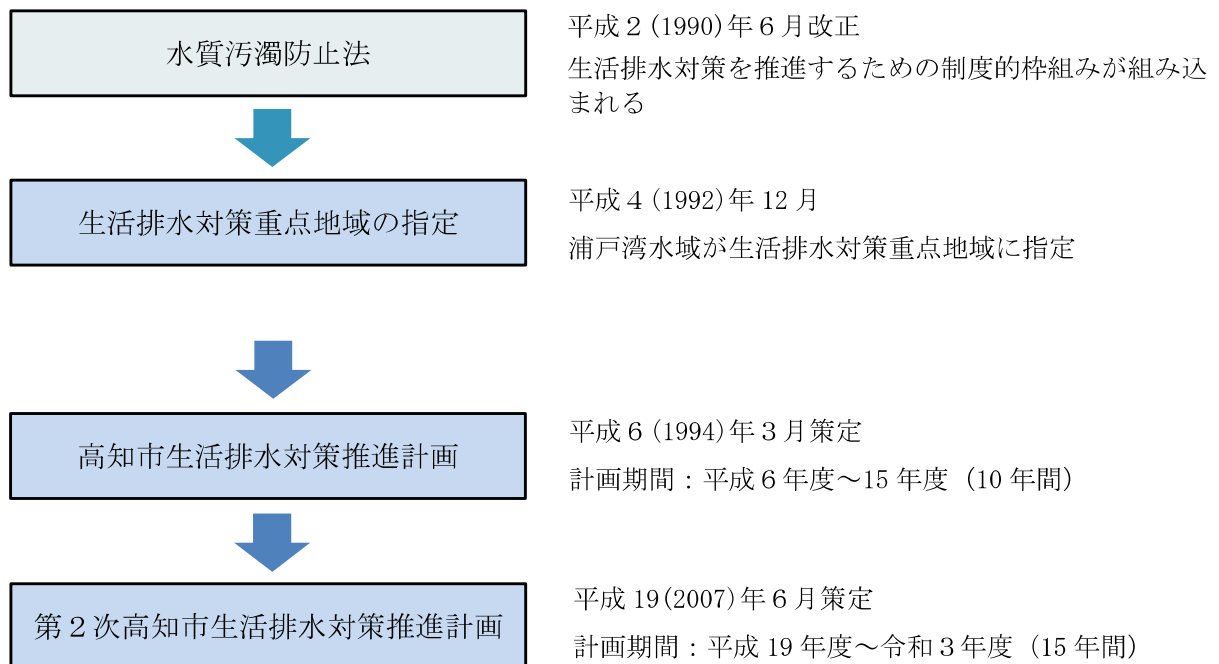 水質汚濁防止法
平成２(1990)年６月改正
生活排水対策を推進するための制度的枠組みが組み込
まれる
生活排水対策重点地域の指定
平成４(1992)年 12 月
浦戸湾水域が生活排水対策重点地域に指定
高知市生活排水対策推進計画
平成６(1994)年３月策定
計画期間：平成６年度～15 年度（10 年間）
第２次高知市生活排水対策推進計画
平成 19(2007)年６月策定
計画期間：平成 19 年度～令和３年度（15 年間）